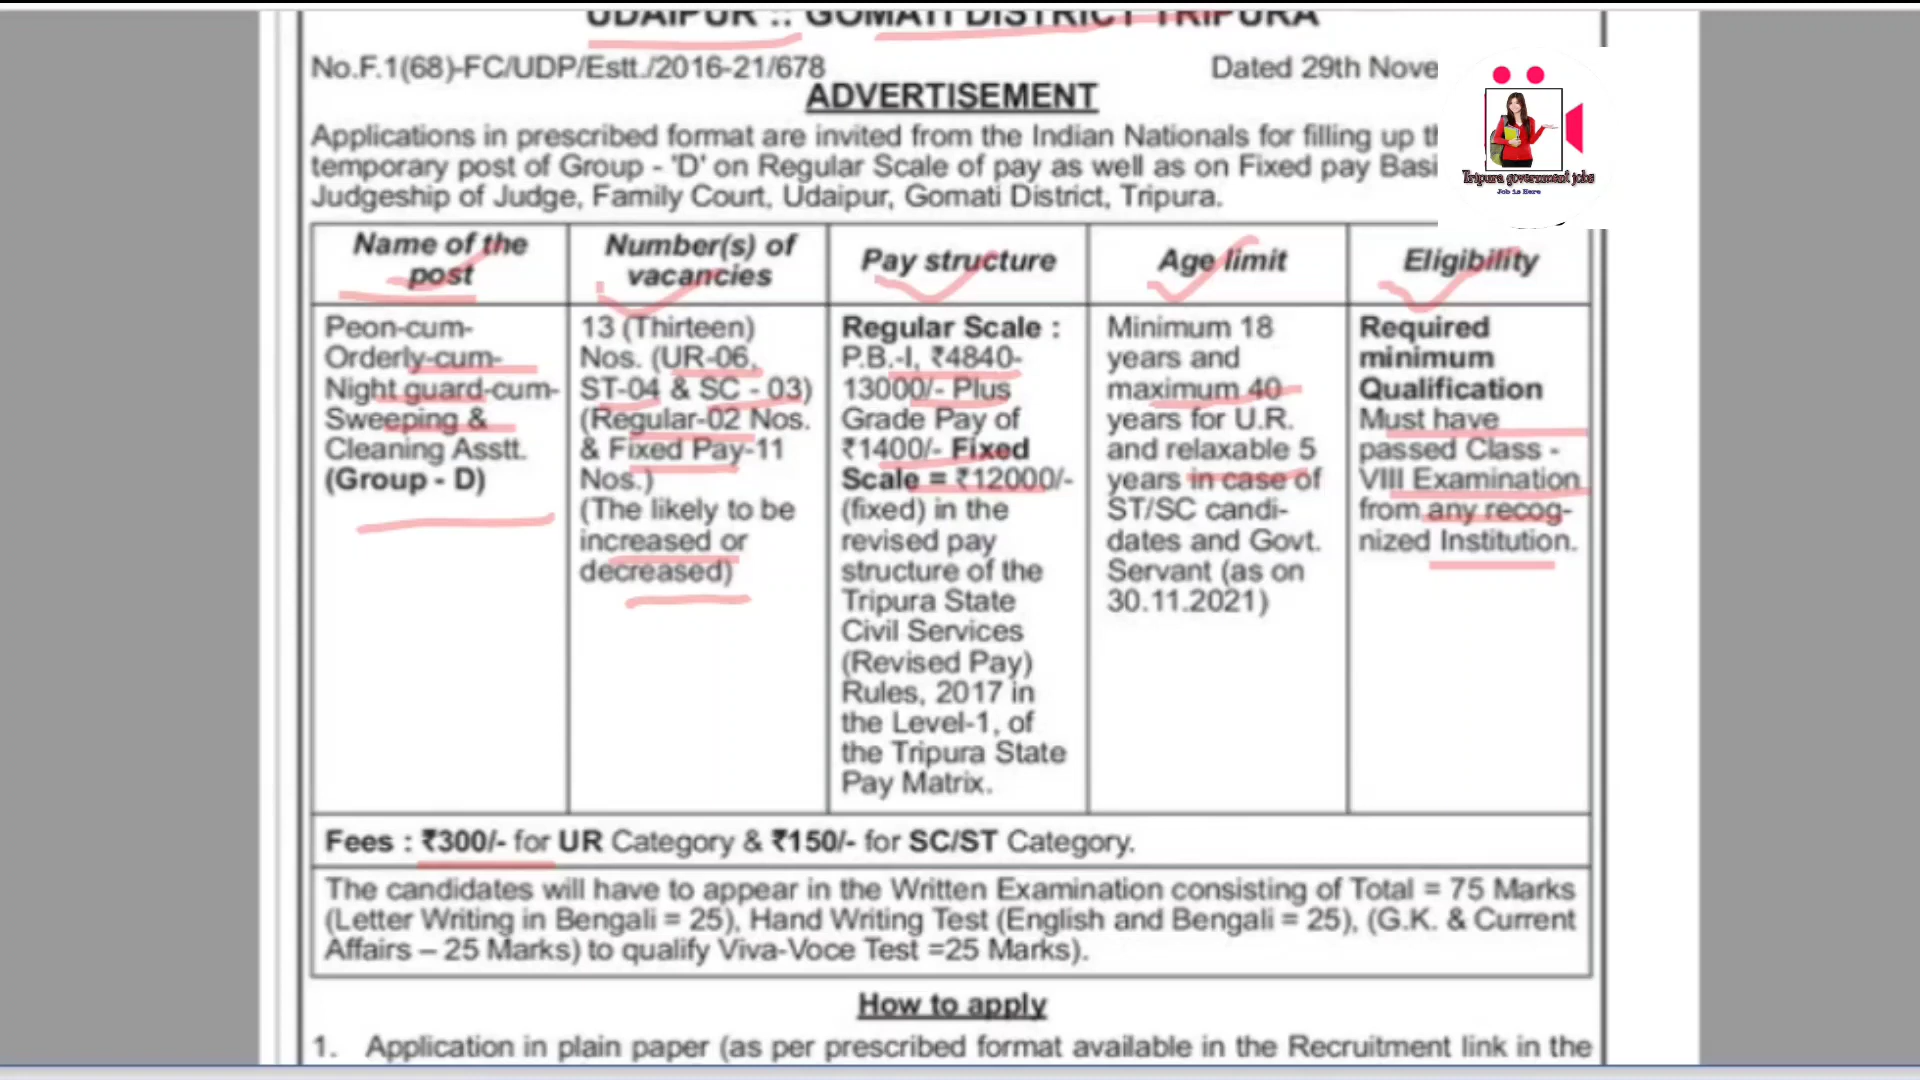 UDAIPUR :: GOMATI DISTRICT TRIPURA
No.F.1(68)-FC/UDP/Estt./2016-21/678
Dated 29th Nove
ADVERTISEMENT
Applications in prescribed format are invited from the Indian Nationals for filling up
temporary post of Group - 'D' on Regular Scale of pay as well as on Fixed pay Basi
Judgeship of Judge, Family Court, Udaipur, Gomati District, Tripura.
Tripura government jobs
Job is Here
Name of the
post
Number(s) of
vacancies
Pay structure
Age limit
Eligibility
Peon-cum-
Orderly-cum-
Night guard-cum-
Sweeping &
Cleaning Asstt.
(Group - D)
13 (Thirteen)
Nos. (UR-06,
ST-04 & SC - 03)
(Regular-02 Nos.
& Fixed Pay-11
Nos.)
(The likely to be
increased or
decreased)
Regular Scale :
P.B.-I, ₹4840-
13000/- Plus
Grade Pay of
₹1400/- Fixed
Scale = ₹12000/-
(fixed) in the
revised pay
structure of the
Tripura State
Civil Services
(Revised Pay)
Rules, 2017 in
the Level-1, of
the Tripura State
Pay Matrix.
Minimum 18
years and
maximum 40
years for U.R.
and relaxable 5
years in case of
ST/SC candi-
dates and Govt.
Servant (as on
30.11.2021)
Required
minimum
Qualification
Must have
passed Class -
VIII Examination
from any recog-
nized Institution.
Fees : ₹300/- for UR Category & ₹150/- for SC/ST Category.
The candidates will have to appear in the Written Examination consisting of Total = 75 Marks
(Letter Writing in Bengali = 25), Hand Writing Test (English and Bengali = 25), (G.K. & Current
Affairs – 25 Marks) to qualify Viva-Voce Test =25 Marks).
How to apply
1. Application in plain paper (as per prescribed format available in the Recruitment link in the